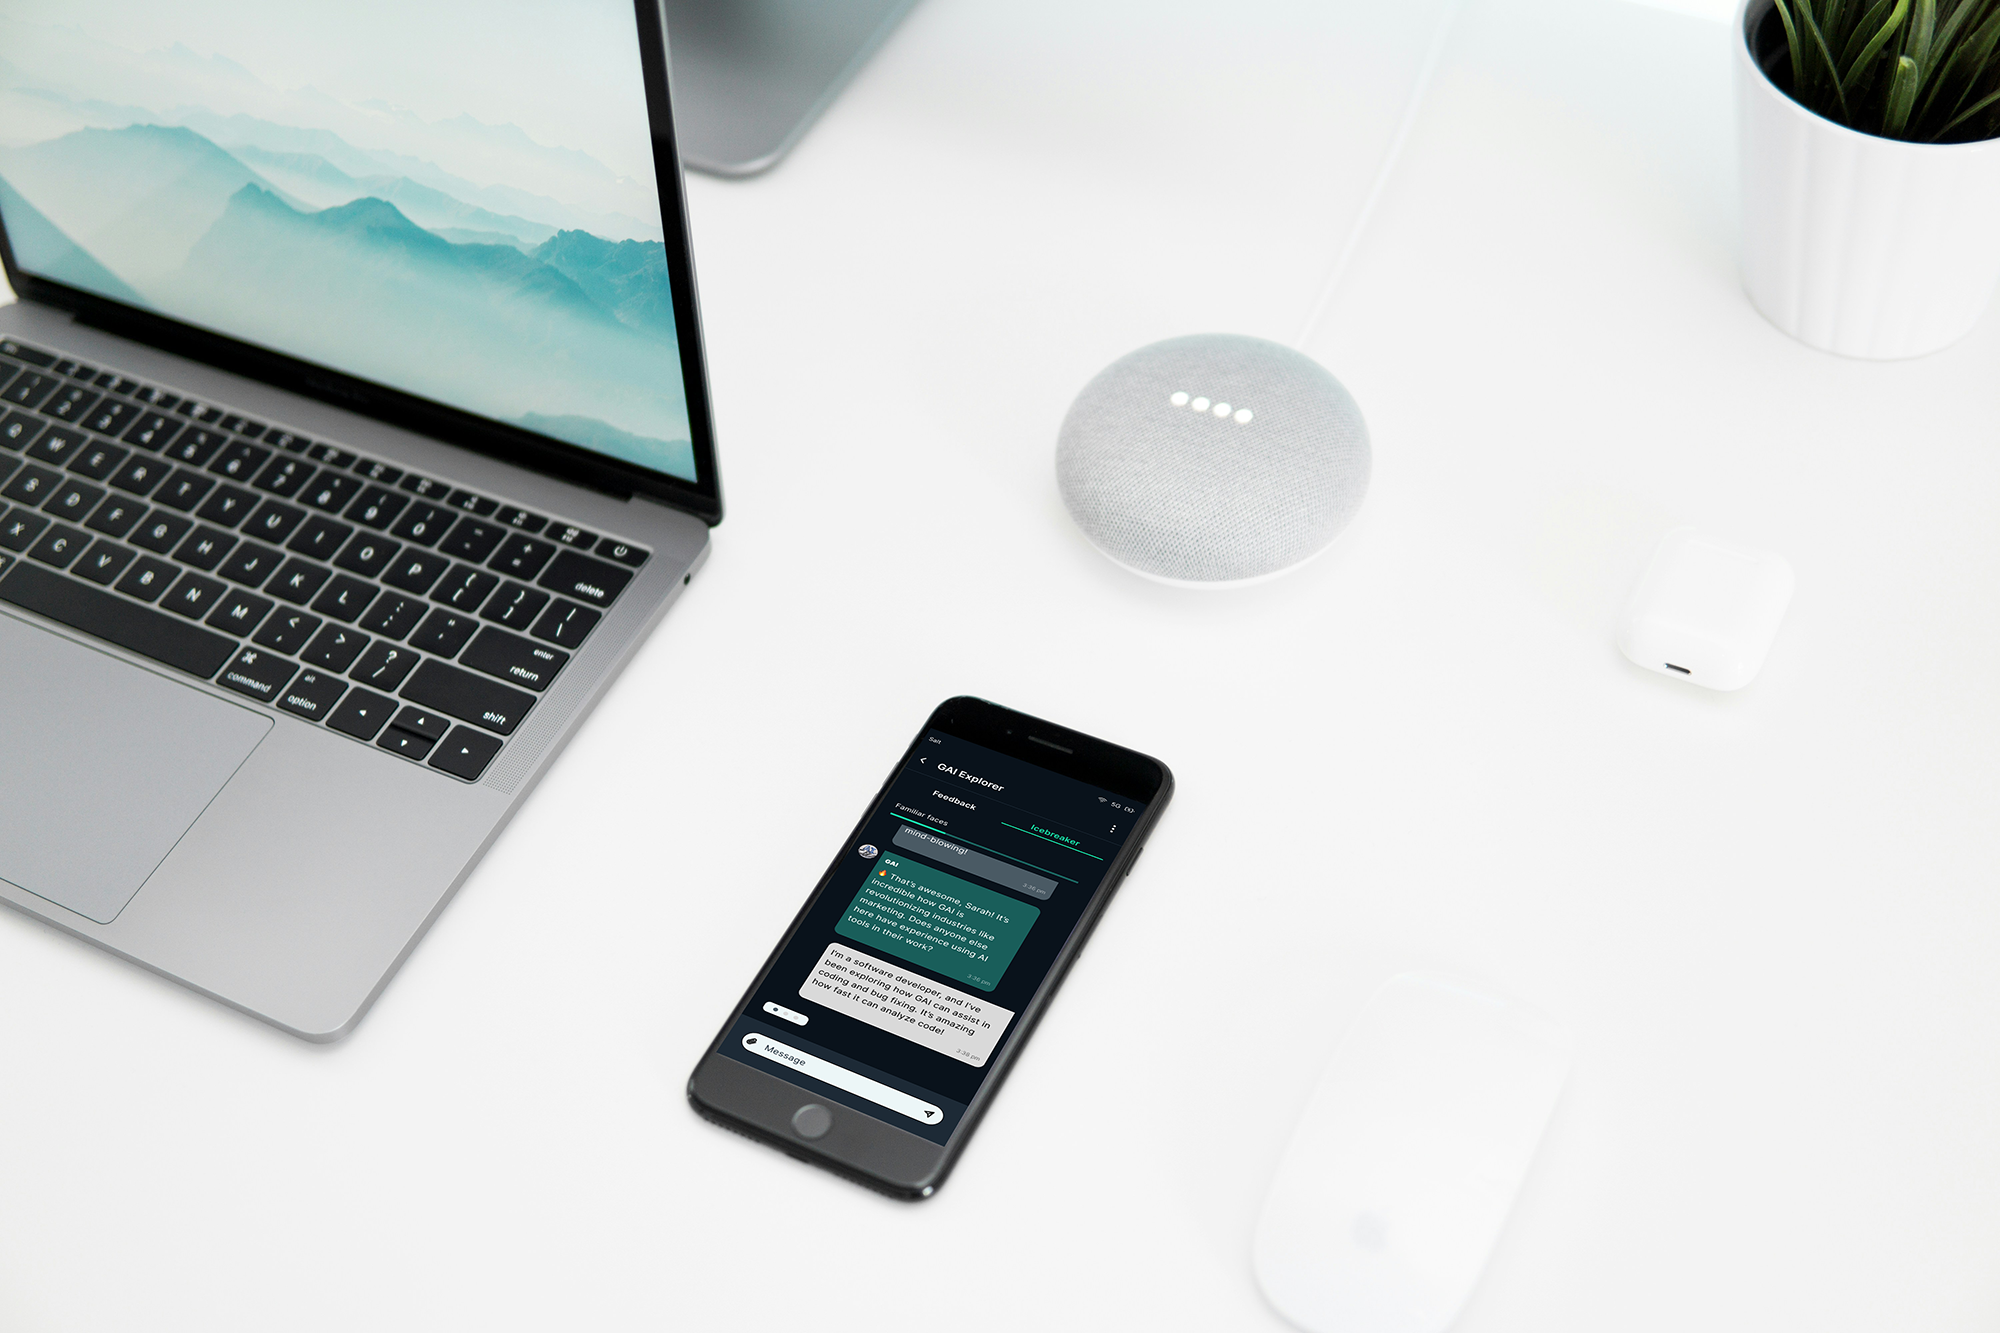 Salt
5G
GAI Explorer
Feedback
Familiar faces
Icebreaker
mind-blowing!
3:36 pm
GAI
🔥 That's awesome, Sarah! It's
incredible how GAI is
revolutionizing industries like
marketing. Does anyone else
here have experience using AI
tools in their work?
3:36 pm
I'm a software developer, and I've
been exploring how GAI can assist in
coding and bug fixing. It's amazing
how fast it can analyze code!
3:36 pm
Message
delete
enter
return
command
alt
option
shift